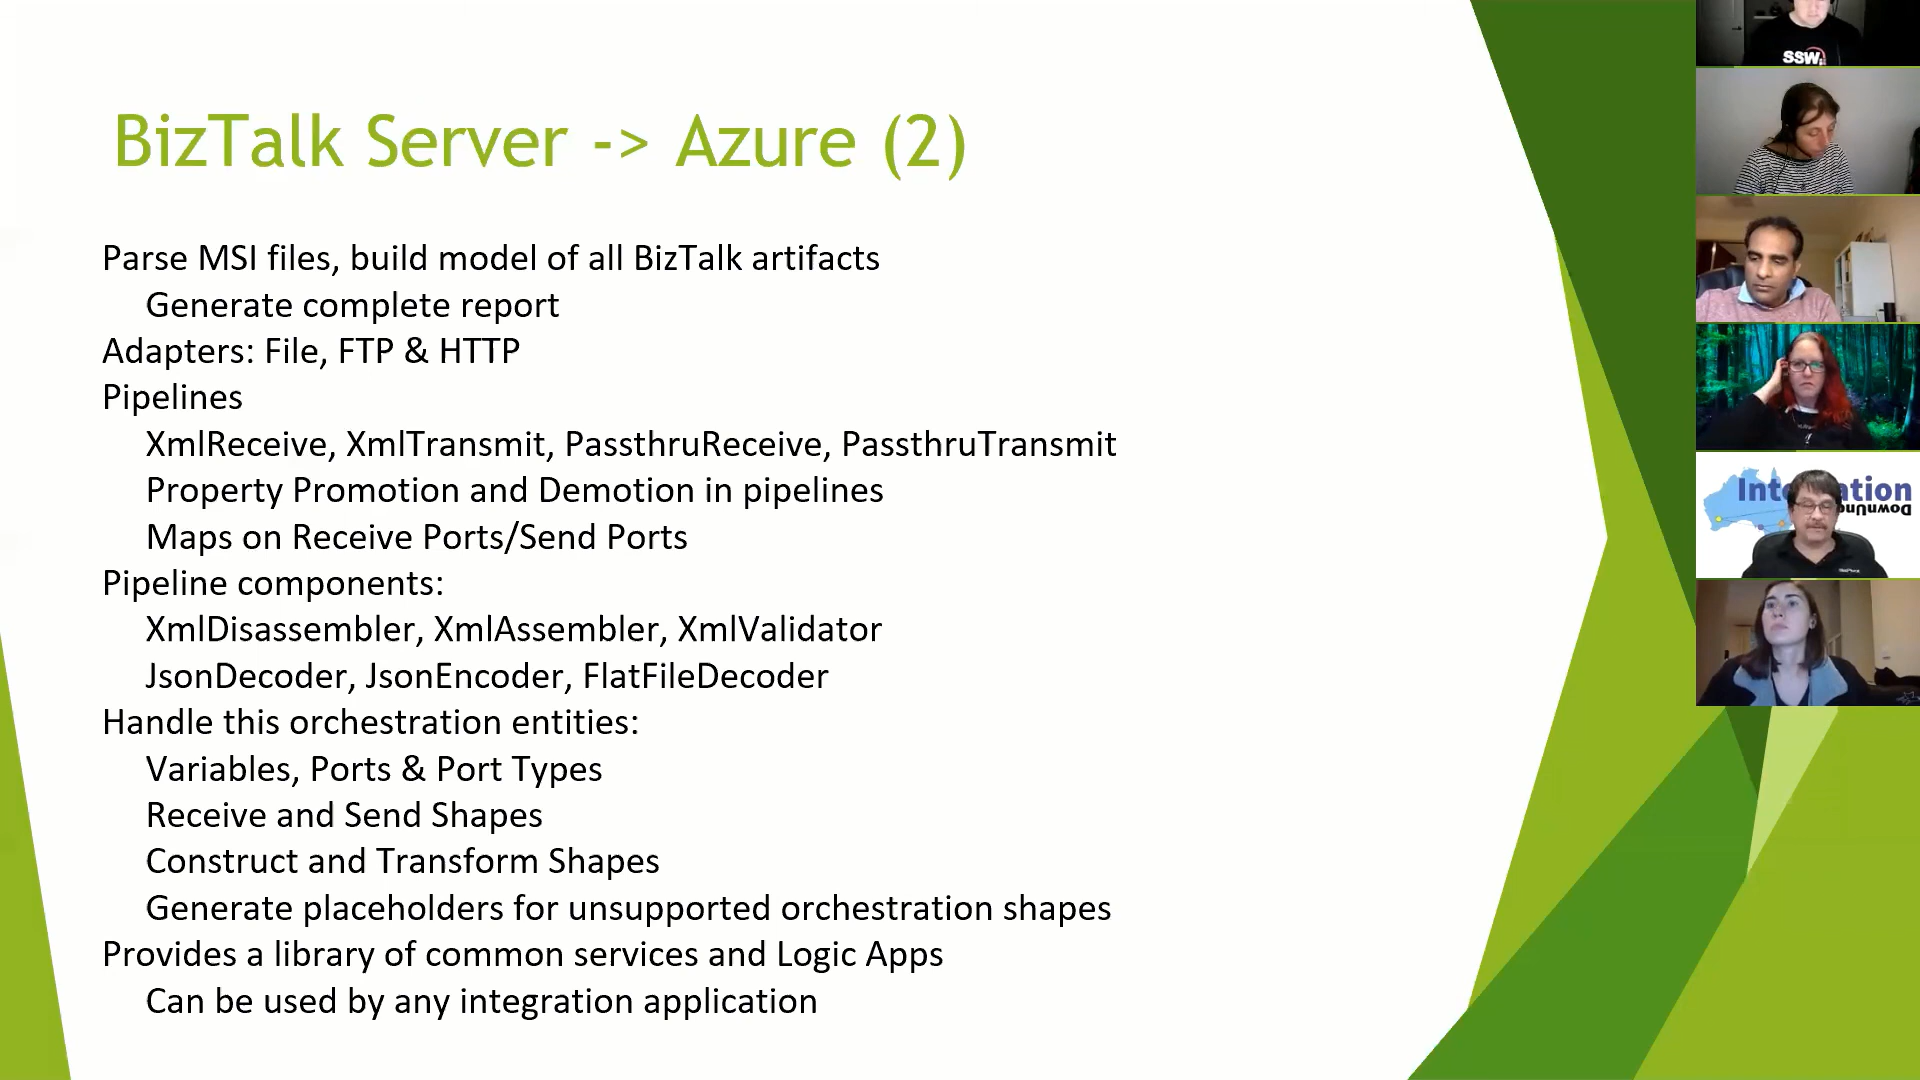 BizTalk Server -> Azure (2)
Parse MSI files, build model of all BizTalk artifacts
Generate complete report
Adapters: File, FTP & HTTP
Pipelines
XmlReceive, XmlTransmit, PassthruReceive, PassthruTransmit
Property Promotion and Demotion in pipelines
Maps on Receive Ports/Send Ports
Pipeline components:
XmlDisassembler, XmlAssembler, XmlValidator
JsonDecoder, JsonEncoder, FlatFileDecoder
Handle this orchestration entities:
Variables, Ports & Port Types
Receive and Send Shapes
Construct and Transform Shapes
Generate placeholders for unsupported orchestration shapes
Provides a library of common services and Logic Apps
Can be used by any integration application
SSW